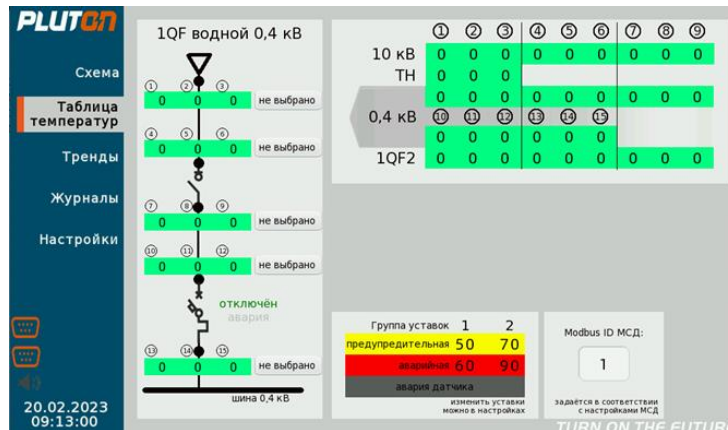 PLUTON
Схема
Таблица
температур
Тренды
Журналы
Настройки
20.02.2023
09:13:00
1QF водной 0,4 кВ
1 2 3
0 0 0 не выбрано
4 5 6
0 0 0 не выбрано
7 8 9
0 0 0 не выбрано
10 11 12
0 0 0 не выбрано
отключён
авария
13 14 15
0 0 0 не выбрано
шина 0,4 кВ
1 2 3 4 5 6 7 8 9
10 кВ 0 0 0 0 0 0 0 0 0
ТН 0 0 0
0 0 0 0 0 0 0 0 0
0,4 кВ 10 11 12 13 14 15
0 0 0 0 0 0
1QF2 0 0 0 0 0 0 0 0 0
Группа уставок 1 2
предупредительная 50 70
аварийная 60 90
авария датчика
изменить уставки
можно в настройках
Modbus ID МСД:
1
задаётся в соответствии
с настройками МСД
TURN ON THE FUTUR